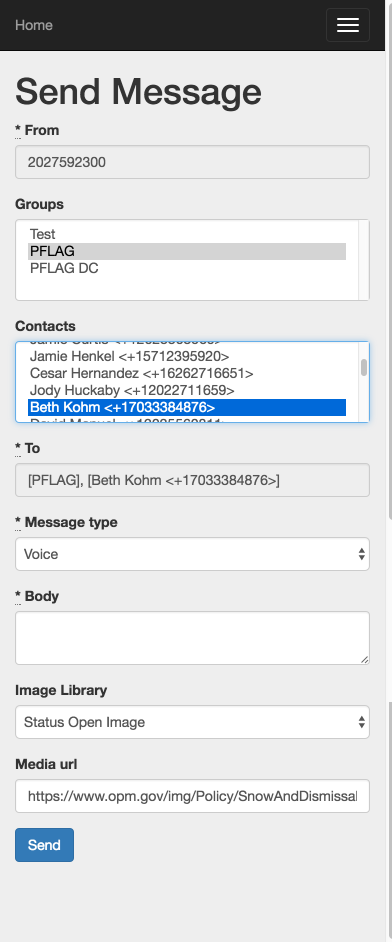 Home
Send Message
* From
2027592300
Groups
Test
PFLAG
PFLAG DC
Contacts
Jamie Henkel <+15712395920>
Cesar Hernandez <+16262716651>
Jody Huckaby <+12022711659>
Beth Kohm <+17033384876>
* To
[PFLAG], [Beth Kohm <+17033384876>]
* Message type
Voice
* Body
Image Library
Status Open Image
Media url
https://www.opm.gov/img/Policy/SnowAndDismissal
Send